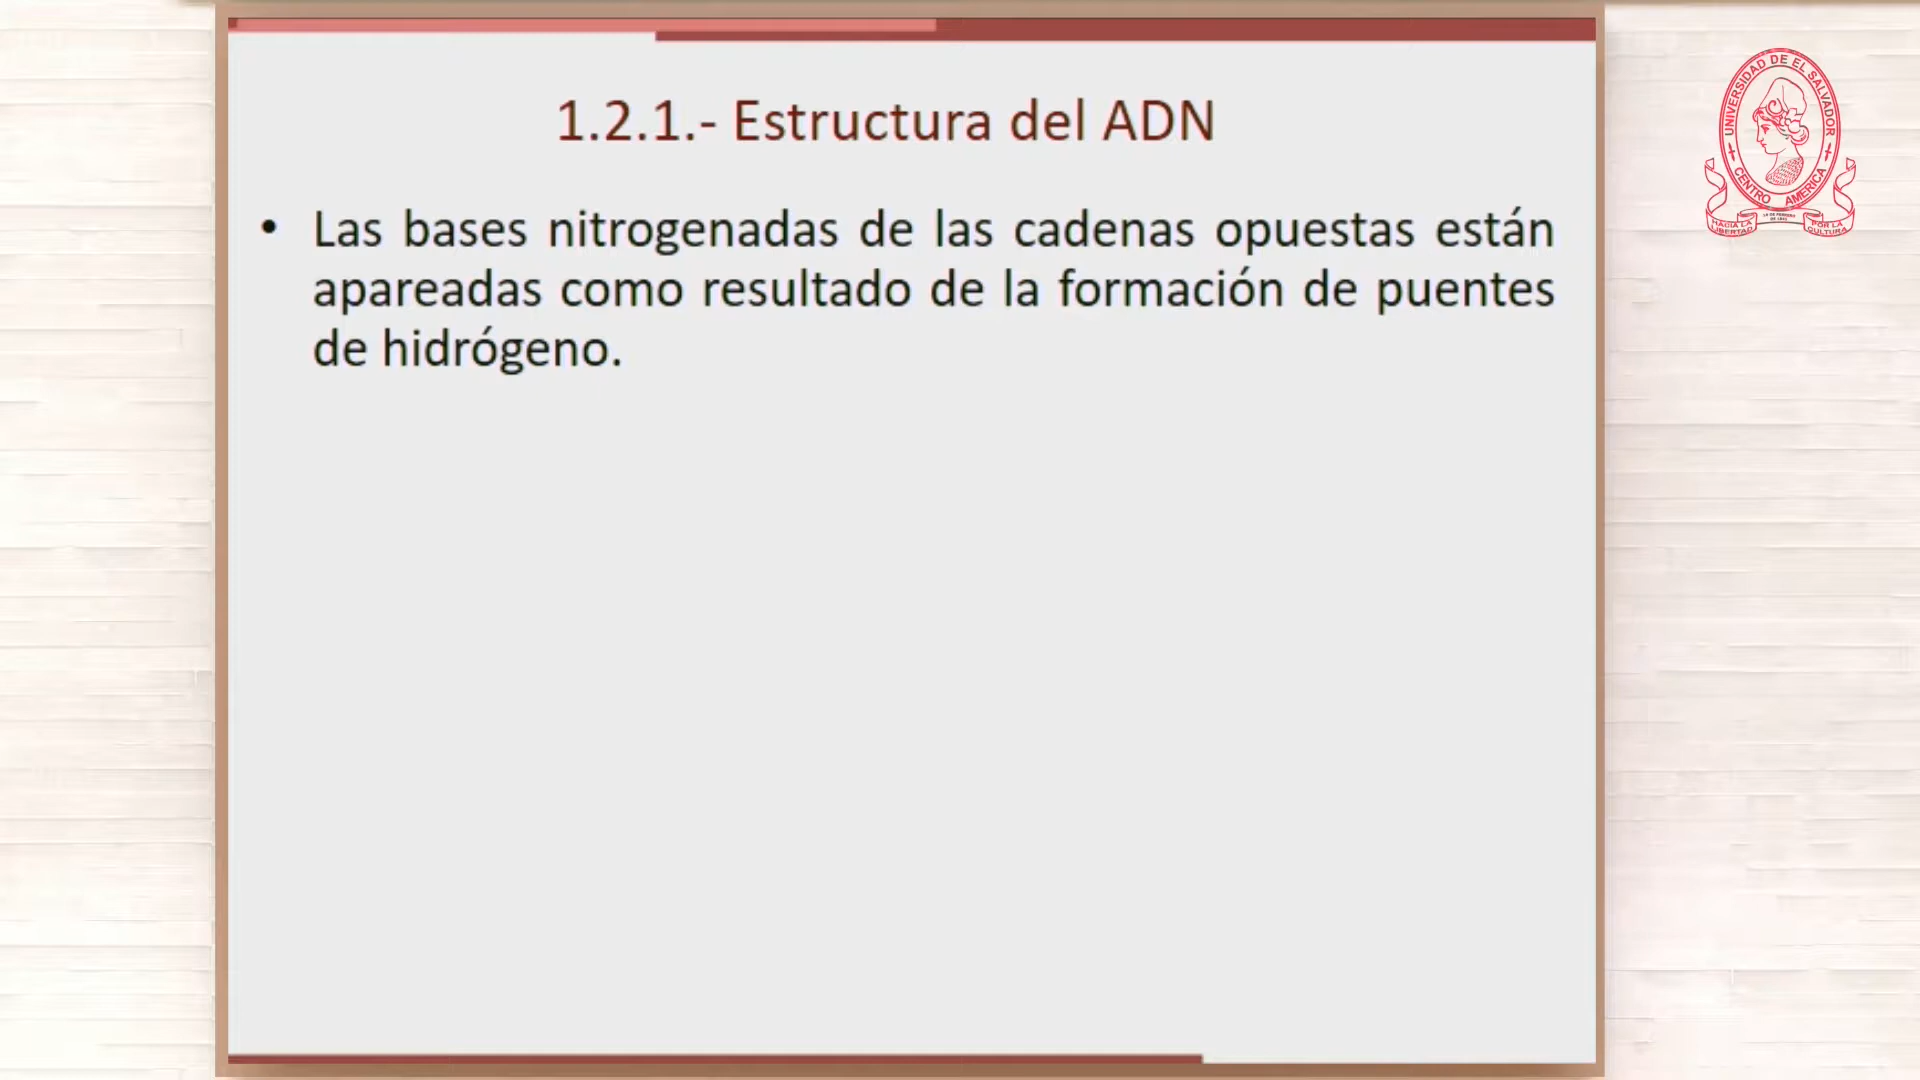 1.2.1.- Estructura del ADN
• Las bases nitrogenadas de las cadenas opuestas están
apareadas como resultado de la formación de puentes
de hidrógeno.
UNIVERSIDAD DE EL SALVADOR
CENTRO AMERICA
HACIA LA
LIBERTAD
POR LA
CULTURA